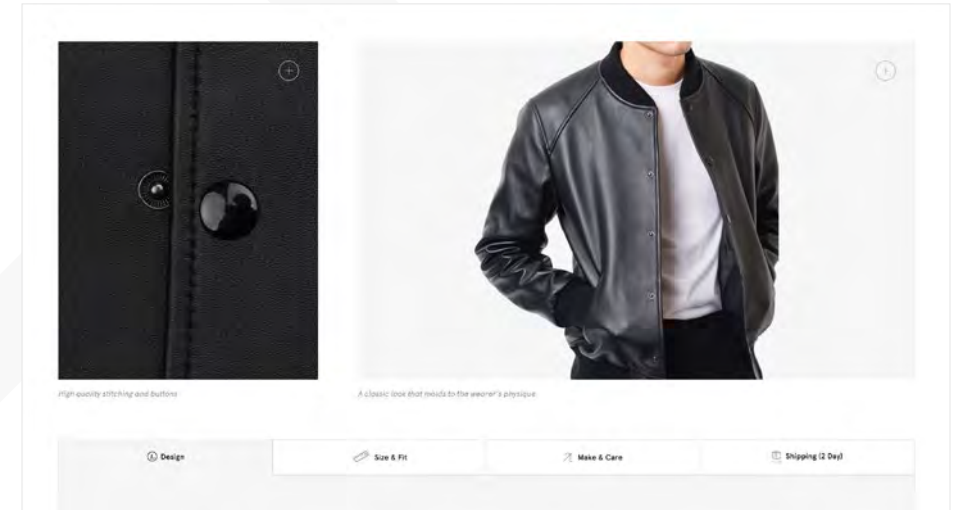 High quality stitching and buttons
A classic look that molds to the wearer's physique.
Design
Size & Fit
Make & Care
Shipping (2 Day)